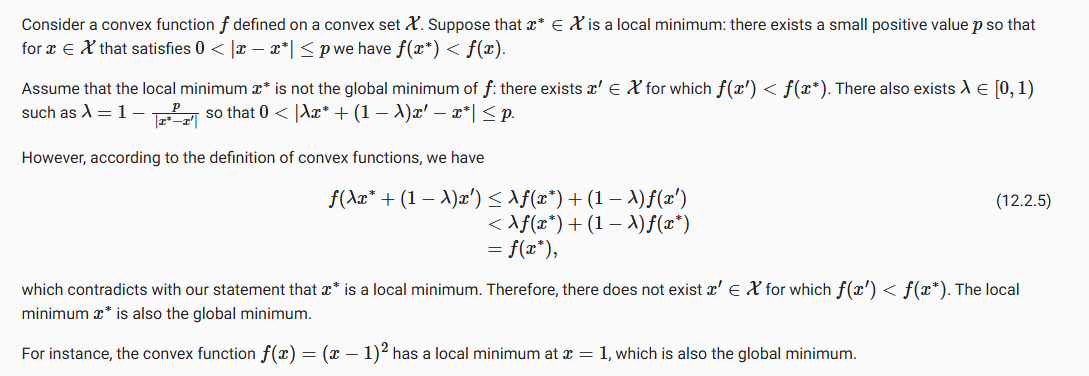 Consider a convex function f defined on a convex set 𝒳. Suppose that x* ∈ 𝒳 is a local minimum: there exists a small positive value p so that
for x ∈ 𝒳 that satisfies 0 < |x − x*| ≤ p we have f(x*) < f(x).
Assume that the local minimum x* is not the global minimum of f: there exists x′ ∈ 𝒳 for which f(x′) < f(x*). There also exists λ ∈ [0, 1)
such as λ = 1 − p/|x*−x′| so that 0 < |λx* + (1 − λ)x′ − x*| ≤ p.
However, according to the definition of convex functions, we have
f(λx* + (1 − λ)x′) ≤ λf(x*) + (1 − λ)f(x′)
< λf(x*) + (1 − λ)f(x*) (12.2.5)
= f(x*),
which contradicts with our statement that x* is a local minimum. Therefore, there does not exist x′ ∈ 𝒳 for which f(x′) < f(x*). The local
minimum x* is also the global minimum.
For instance, the convex function f(x) = (x − 1)² has a local minimum at x = 1, which is also the global minimum.